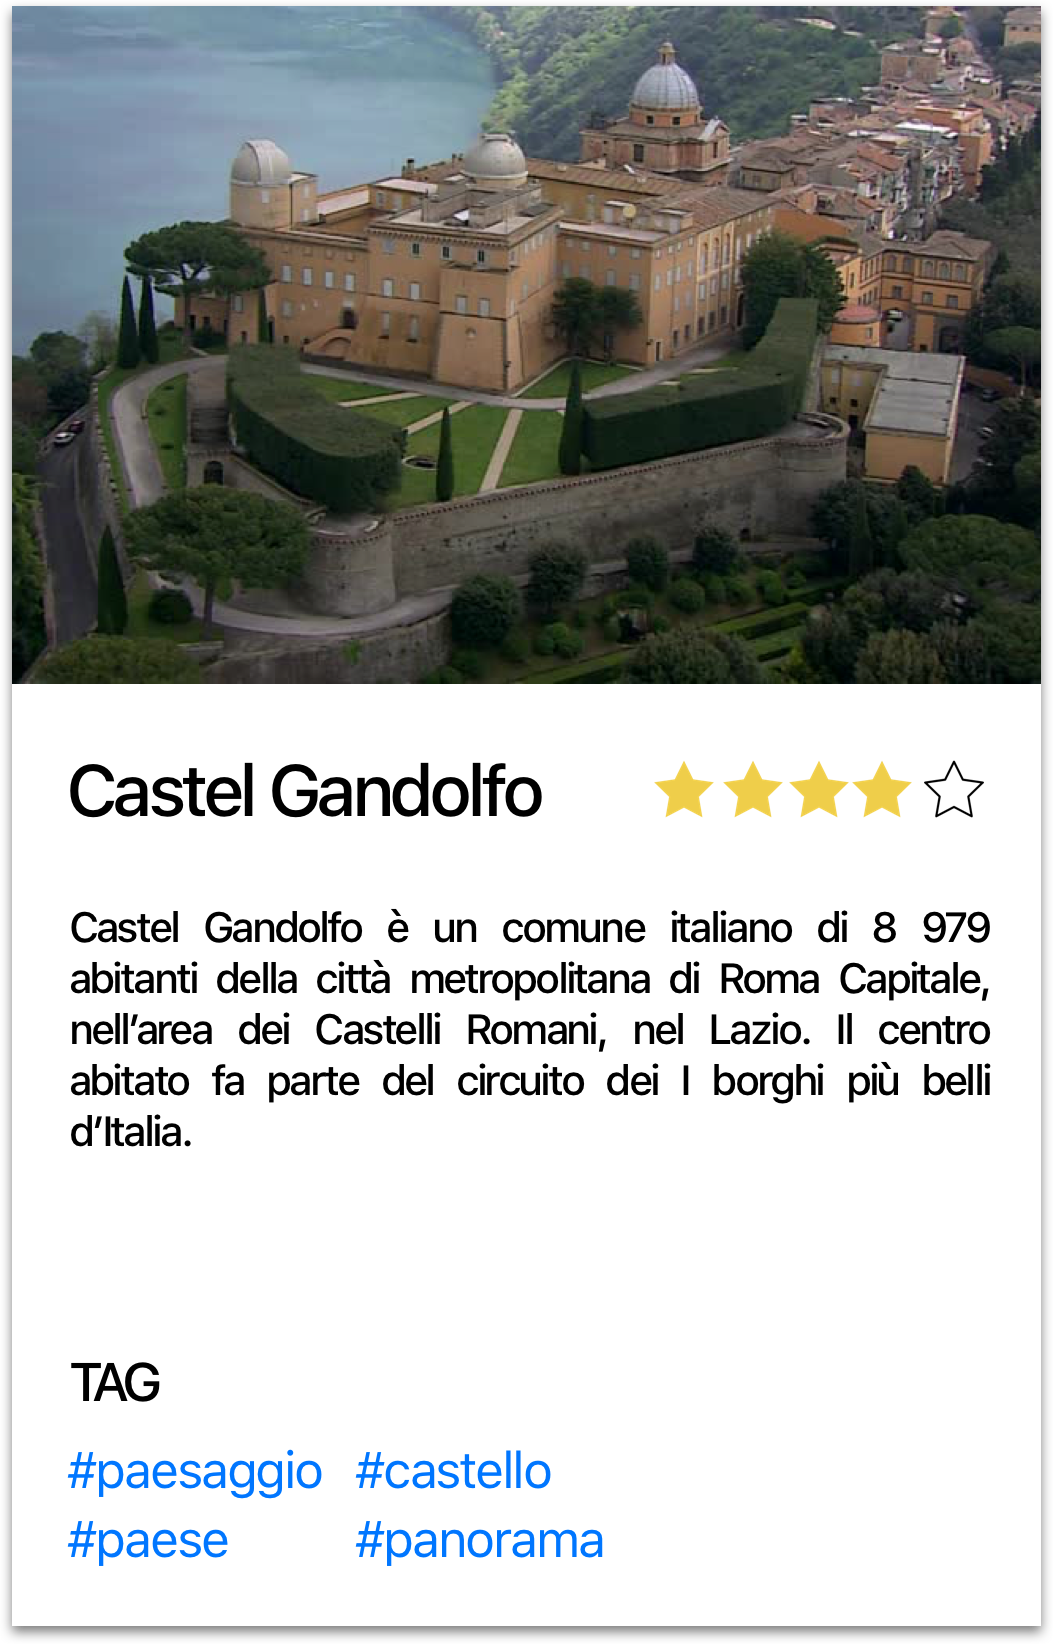 Castel Gandolfo
Castel Gandolfo è un comune italiano di 8 979
abitanti della città metropolitana di Roma Capitale,
nell’area dei Castelli Romani, nel Lazio. Il centro
abitato fa parte del circuito dei I borghi più belli
d’Italia.
TAG
#paesaggio #castello
#paese #panorama